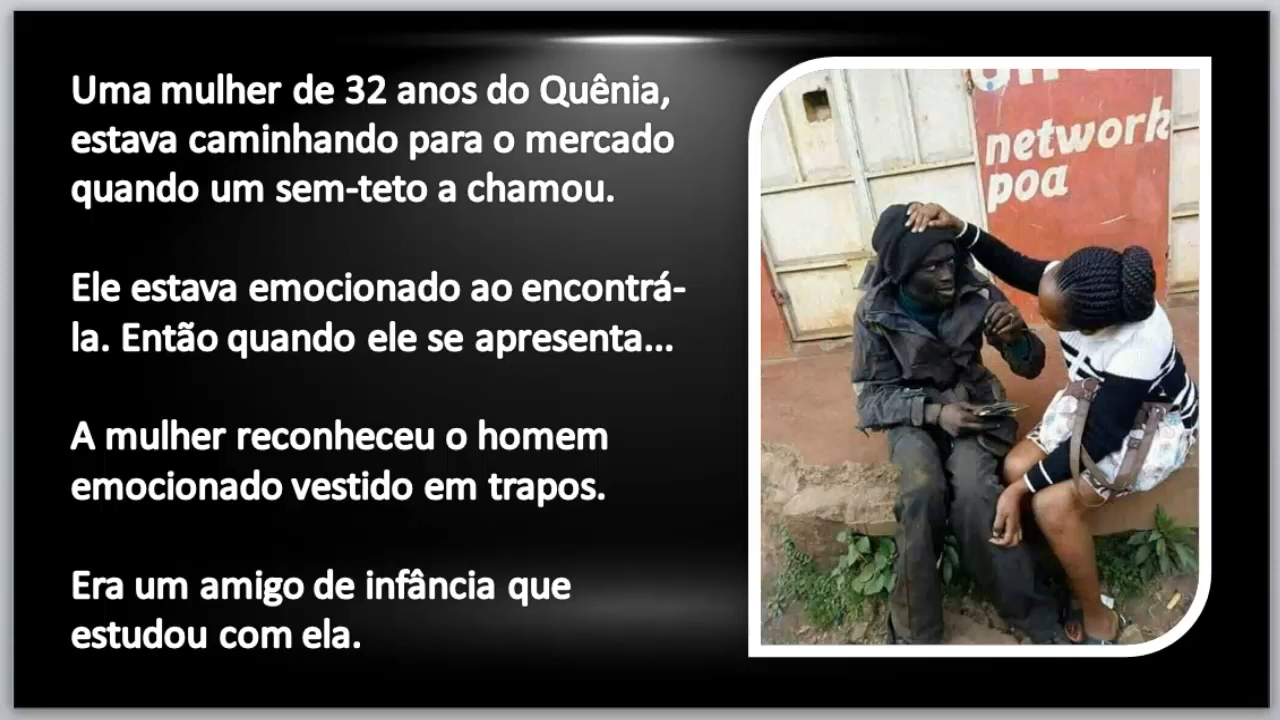 Uma mulher de 32 anos do Quênia,
estava caminhando para o mercado
quando um sem-teto a chamou.
Ele estava emocionado ao encontrá-
la. Então quando ele se apresenta...
A mulher reconheceu o homem
emocionado vestido em trapos.
Era um amigo de infância que
estudou com ela.
network
poa